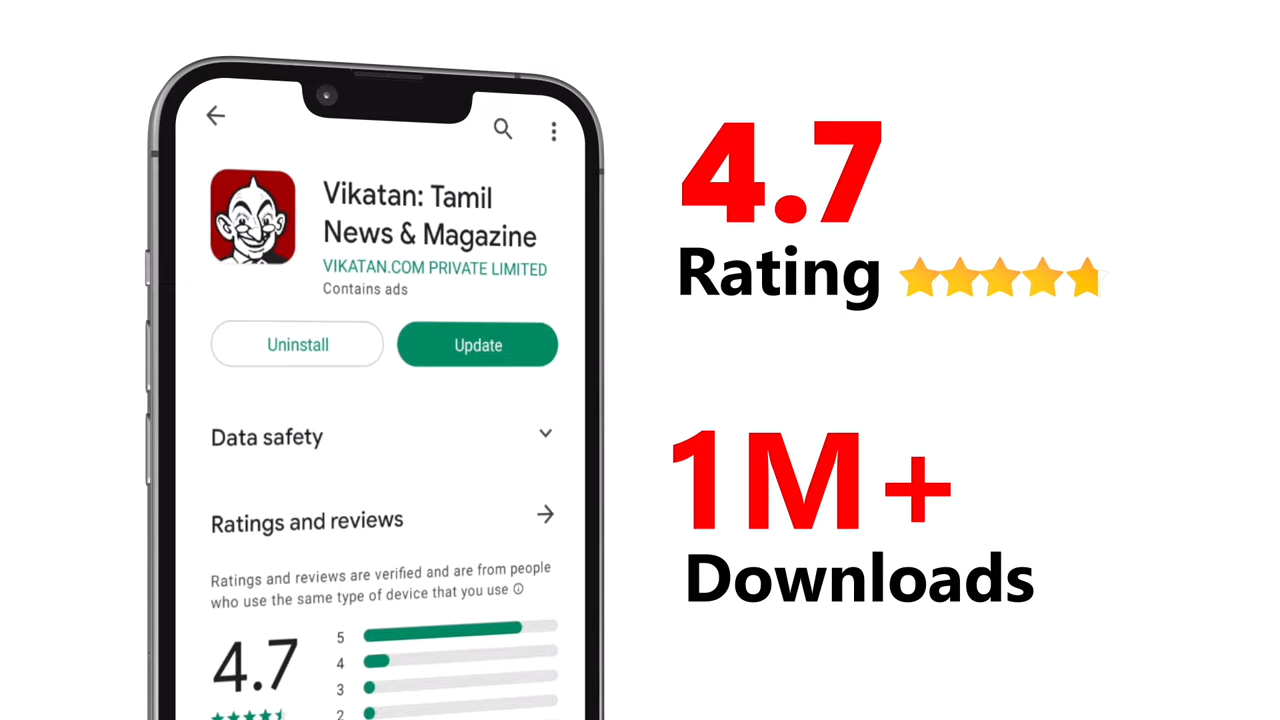 Vikatan: Tamil
News & Magazine
VIKATAN.COM PRIVATE LIMITED
Contains ads
Uninstall
Update
Data safety
Ratings and reviews
Ratings and reviews are verified and are from people
who use the same type of device that you use
4.7
5
4
3
2
4.7
Rating
1M+
Downloads